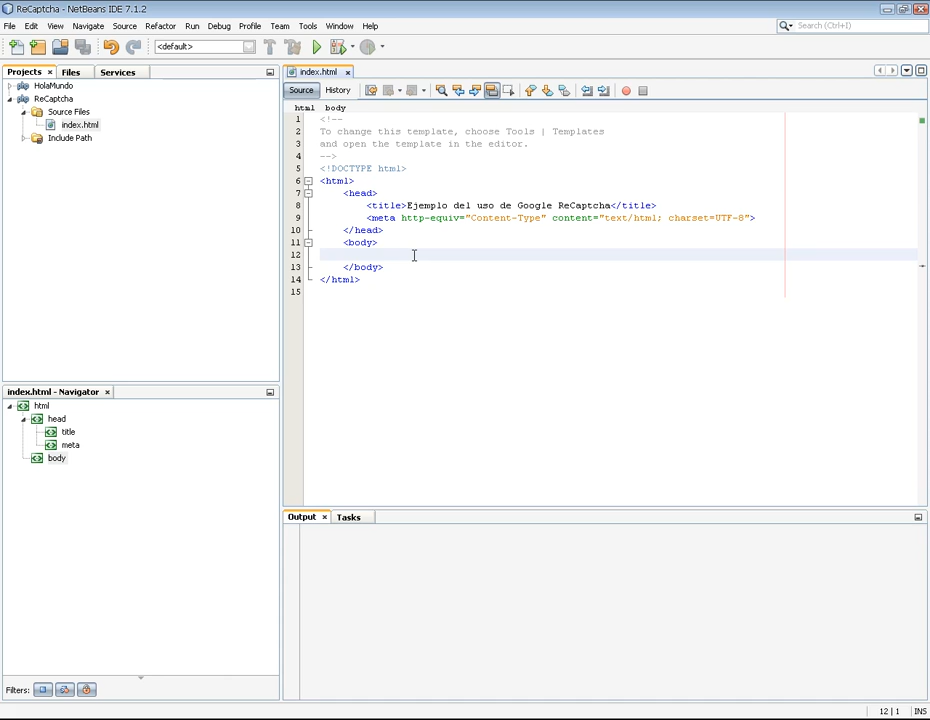 ReCaptcha - NetBeans IDE 7.1.2
File Edit View Navigate Source Refactor Run Debug Profile Team Tools Window Help
Search (Ctrl+I)
<default>
Projects Files Services
index.html
HolaMundo
ReCaptcha
Source Files
index.html
Include Path
Source History
html body
1 <!--
2 To change this template, choose Tools | Templates
3 and open the template in the editor.
4 -->
5 <!DOCTYPE html>
6 <html>
7 <head>
8 <title>Ejemplo del uso de Google ReCaptcha</title>
9 <meta http-equiv="Content-Type" content="text/html; charset=UTF-8">
10 </head>
11 <body>
12
13 </body>
14 </html>
15
index.html - Navigator
html
head
title
meta
body
Output Tasks
Filters:
12 | 1 INS